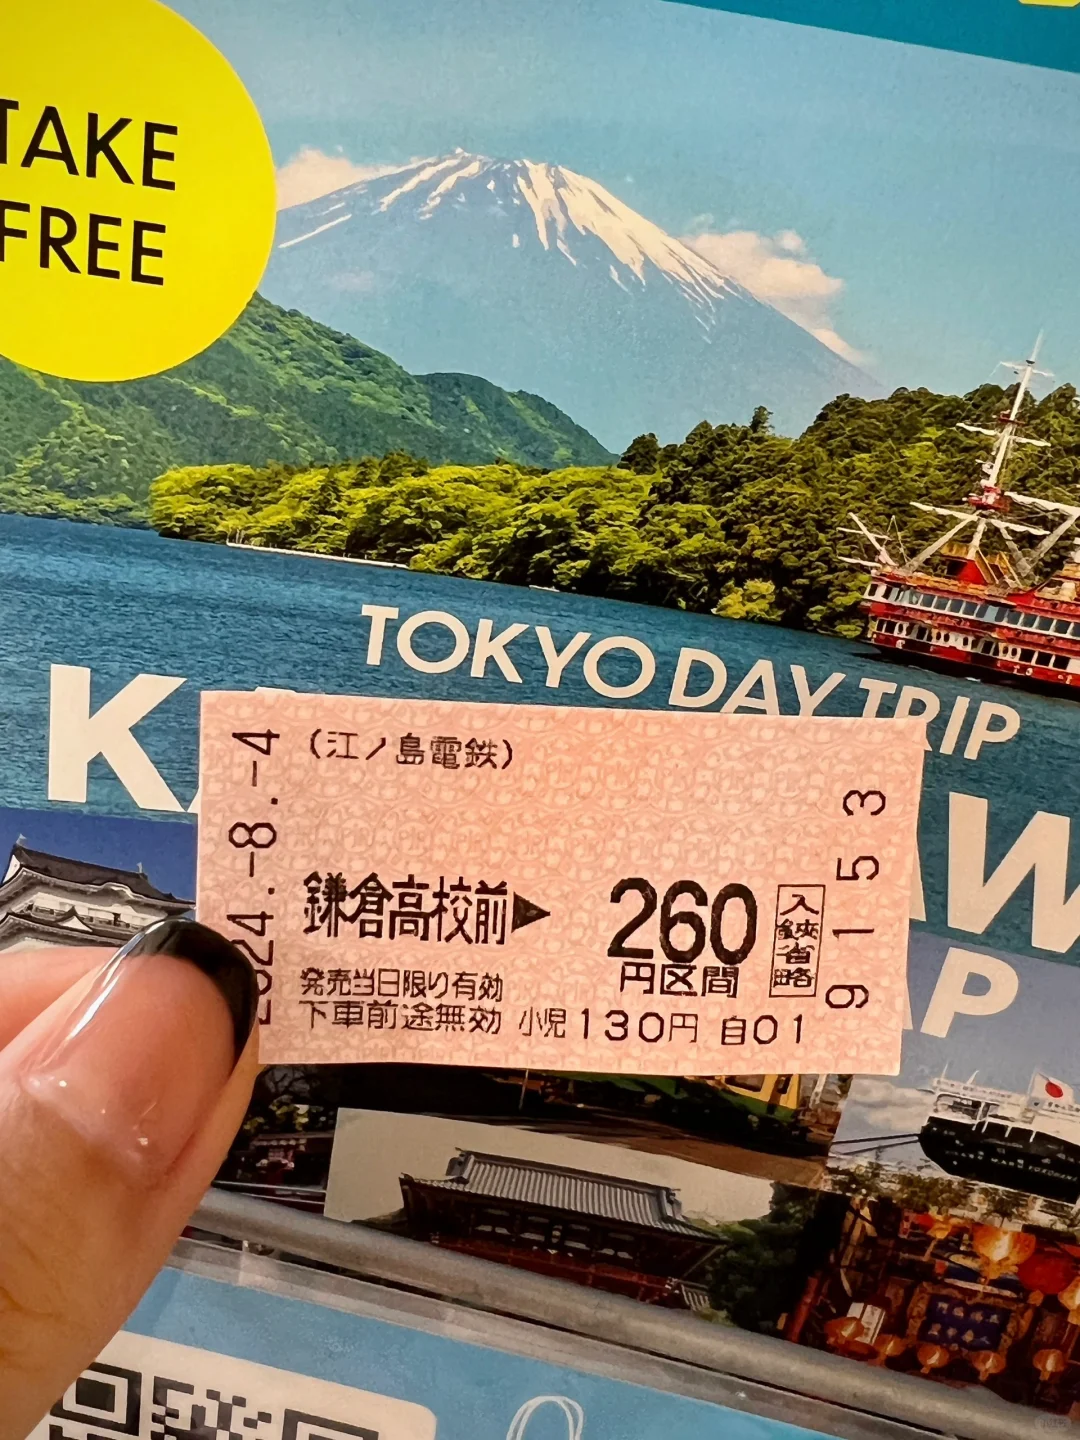 TAKE
FREE
TOKYO DAY TRIP
K
AW
AP
(江ノ島電鉄)
2024.-8.-4
鎌倉高校前▶
260
円区間
入鋏省略
9153
発売当日限り有効
下車前途無効 小児130円 自01